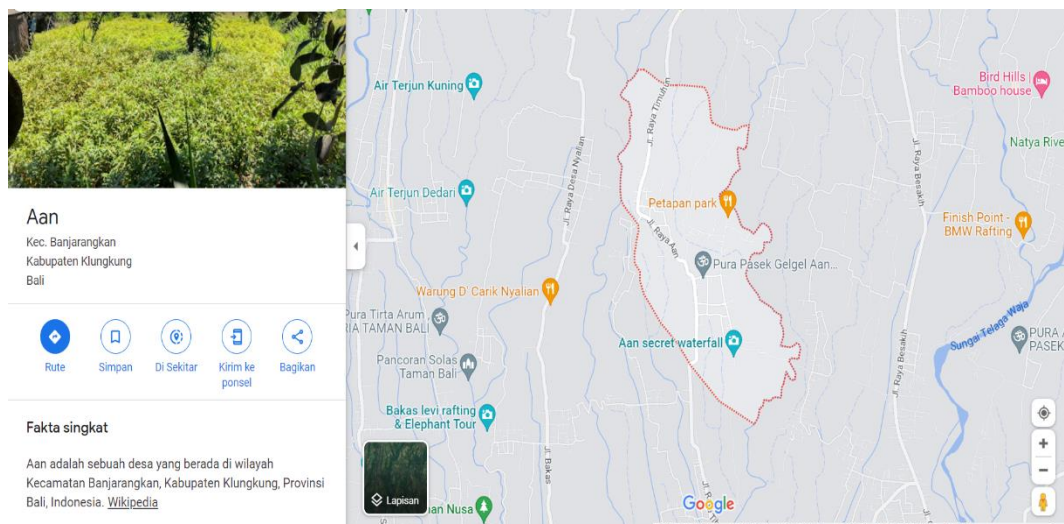 Aan
Kec. Banjarangkan
Kabupaten Klungkung
Bali
Rute
Simpan
Di Sekitar
Kirim ke
ponsel
Bagikan
Fakta singkat
Aan adalah sebuah desa yang berada di wilayah
Kecamatan Banjarangkan, Kabupaten Klungkung, Provinsi
Bali, Indonesia. Wikipedia
Air Terjun Kuning
Jl. Raya Timuhun
Bird Hills |
Bamboo house
Natya River
Air Terjun Dedari
Jl. Raya Desa Nyalian
Petapan park
Jl. Raya Besakih
Finish Point -
BMW Rafting
Jl. Raya Aan
Pura Pasek Gelgel Aan...
Warung D' Carik Nyalian
Pura Tirta Arum
RIA TAMAN BALI
Aan secret waterfall
Sungai Telaga Waja
PURA
PASEK
Pancoran Solas
Taman Bali
Jl. Raya Besakih
Bakas levi rafting
& Elephant Tour
Jl. Bakas
Lapisan
Nusa
Google